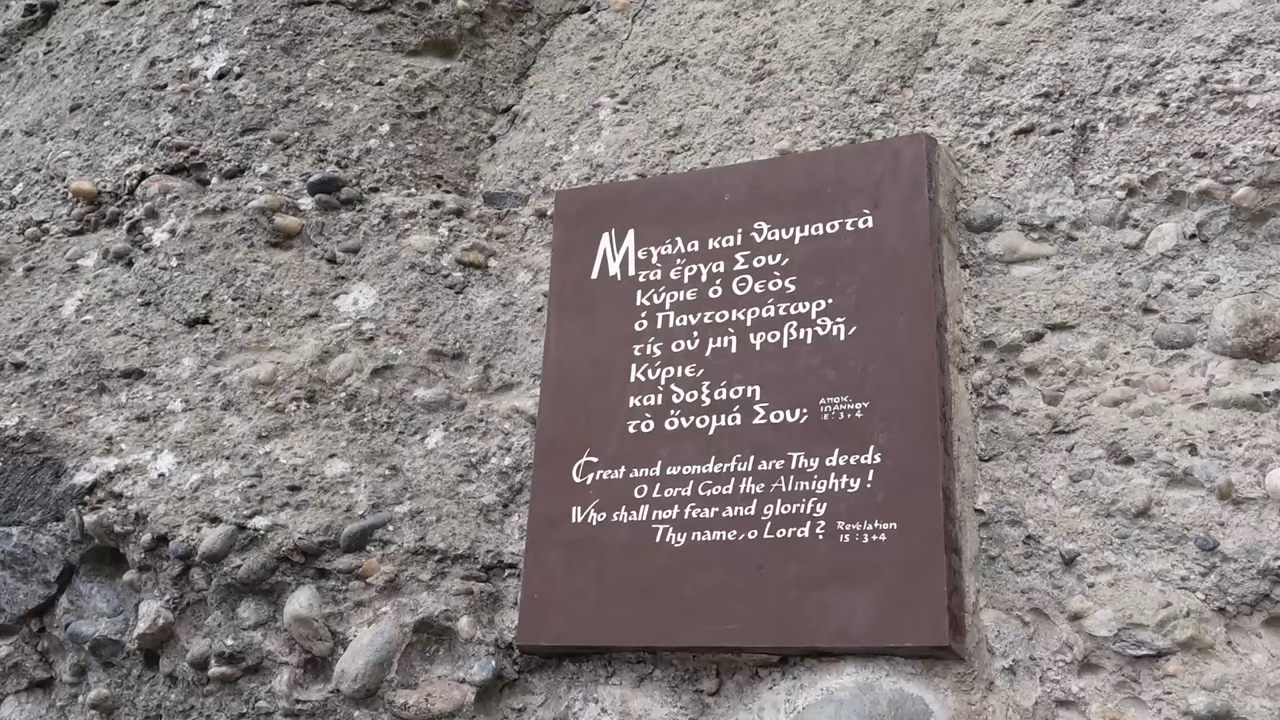 Μεγάλα καὶ θαυμαστὰ
τὰ ἔργα Σου,
Κύριε ὁ Θεὸς
ὁ Παντοκράτωρ·
τίς οὐ μὴ φοβηθῆ,
Κύριε,
καὶ δοξάση
τὸ ὄνομά Σου;
ΑΠΟΚ.
ΙΩΑΝΝΟΥ
ΙΕ΄: 3+4
Great and wonderful are Thy deeds
O Lord God the Almighty!
Who shall not fear and glorify
Thy name, o Lord?
Revelation
15:3+4